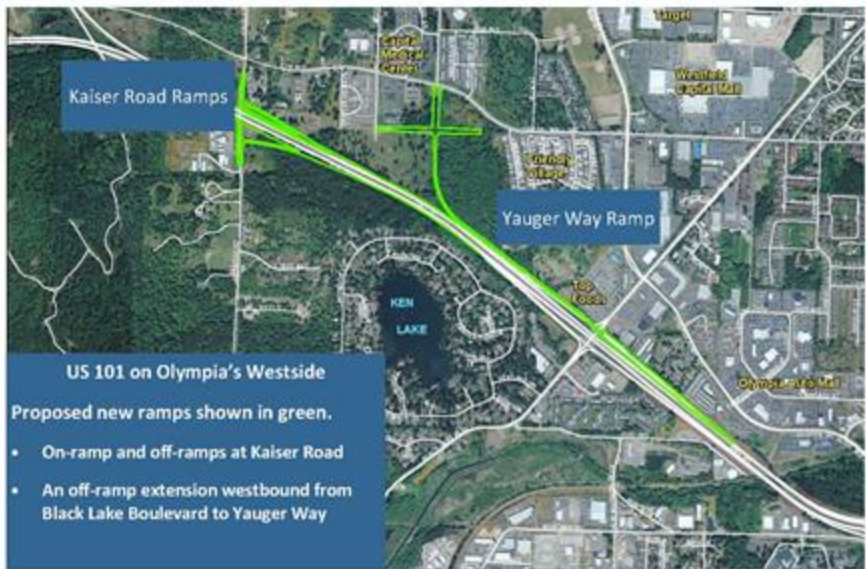 Target
Capital
Medical
Center
Westfield
Capital Mall
Kaiser Road Ramps
Friendly
Village
Yauger Way Ramp
Top
Foods
KEN
LAKE
Olympia Auto Mall
US 101 on Olympia's Westside
Proposed new ramps shown in green.
• On-ramp and off-ramps at Kaiser Road
• An off-ramp extension westbound from
Black Lake Boulevard to Yauger Way